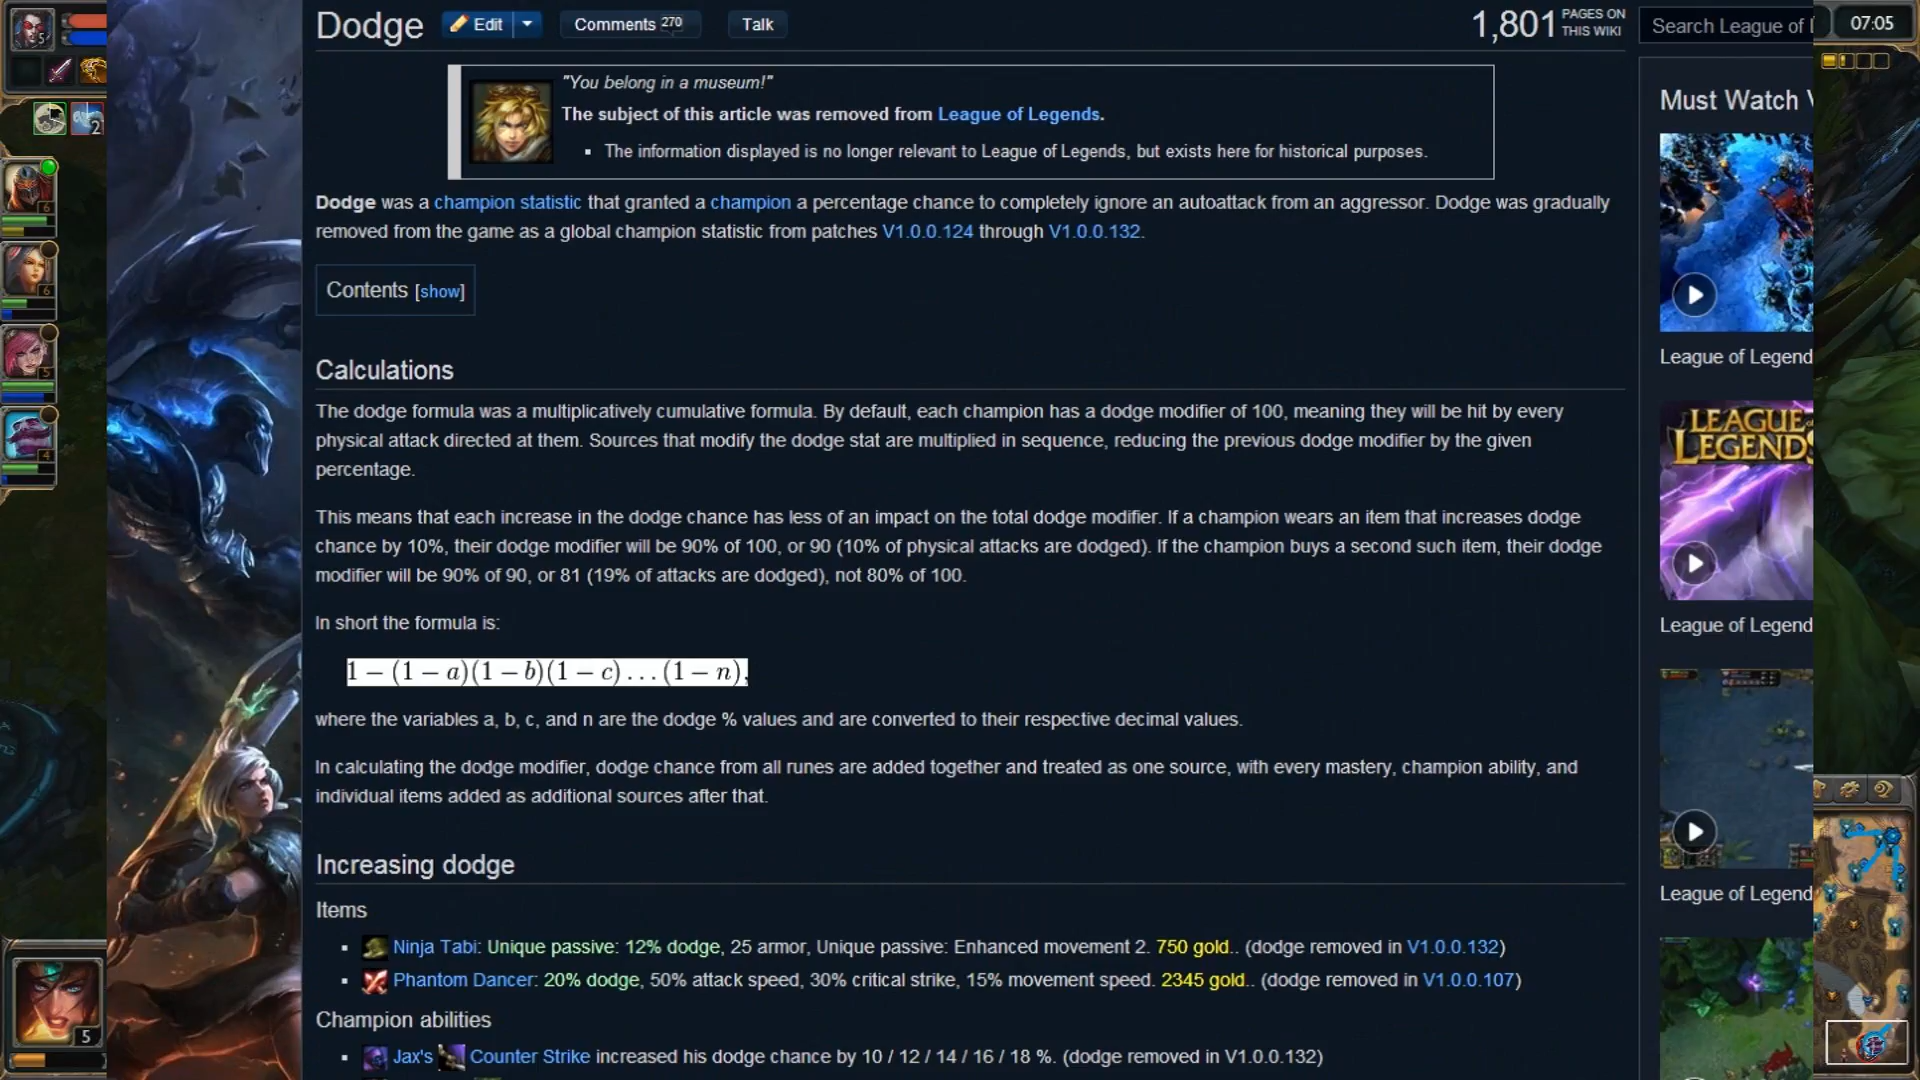 Dodge Edit Comments 270 Talk 1,801 PAGES ON THIS WIKI Search League of 07:05
"You belong in a museum!"
The subject of this article was removed from League of Legends.
▪ The information displayed is no longer relevant to League of Legends, but exists here for historical purposes.
Must Watch
Dodge was a champion statistic that granted a champion a percentage chance to completely ignore an autoattack from an aggressor. Dodge was gradually
removed from the game as a global champion statistic from patches V1.0.0.124 through V1.0.0.132.
Contents [show]
League of Legend
Calculations
The dodge formula was a multiplicatively cumulative formula. By default, each champion has a dodge modifier of 100, meaning they will be hit by every
physical attack directed at them. Sources that modify the dodge stat are multiplied in sequence, reducing the previous dodge modifier by the given
percentage.
LEAGUE
LEGENDS
This means that each increase in the dodge chance has less of an impact on the total dodge modifier. If a champion wears an item that increases dodge
chance by 10%, their dodge modifier will be 90% of 100, or 90 (10% of physical attacks are dodged). If the champion buys a second such item, their dodge
modifier will be 90% of 90, or 81 (19% of attacks are dodged), not 80% of 100.
In short the formula is:
League of Legend
1 − (1 − a)(1 − b)(1 − c) . . . (1 − n),
where the variables a, b, c, and n are the dodge % values and are converted to their respective decimal values.
In calculating the dodge modifier, dodge chance from all runes are added together and treated as one source, with every mastery, champion ability, and
individual items added as additional sources after that.
Increasing dodge
League of Legend
Items
▪ Ninja Tabi: Unique passive: 12% dodge, 25 armor, Unique passive: Enhanced movement 2. 750 gold.. (dodge removed in V1.0.0.132)
▪ Phantom Dancer: 20% dodge, 50% attack speed, 30% critical strike, 15% movement speed. 2345 gold.. (dodge removed in V1.0.0.107)
Champion abilities
▪ Jax's Counter Strike increased his dodge chance by 10 / 12 / 14 / 16 / 18 %. (dodge removed in V1.0.0.132)
5
2
6
6
5
4
5